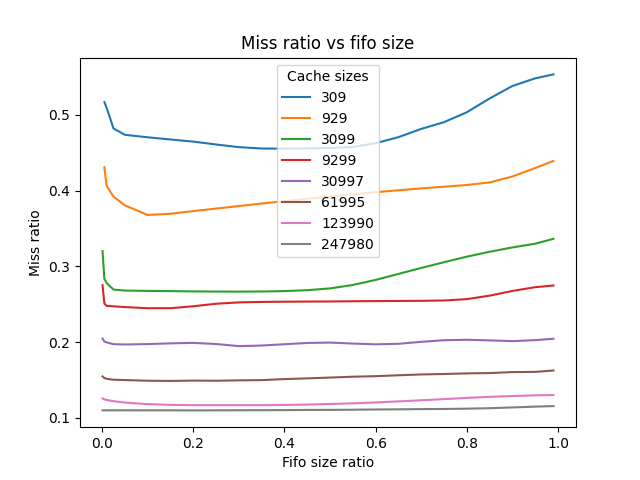 Miss ratio vs fifo size
Cache sizes
309
929
3099
9299
30997
61995
123990
247980
Miss ratio
0.5
0.4
0.3
0.2
0.1
0.0 0.2 0.4 0.6 0.8 1.0
Fifo size ratio